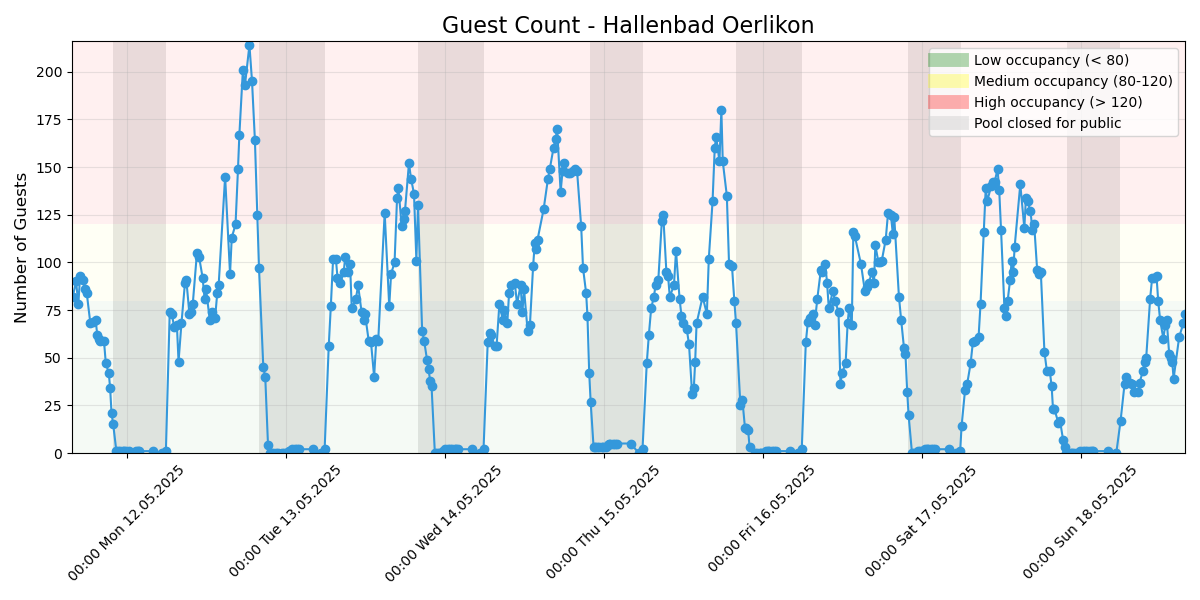 Guest Count - Hallenbad Oerlikon
Number of Guests
200
175
150
125
100
75
50
25
0
Low occupancy (< 80)
Medium occupancy (80-120)
High occupancy (> 120)
Pool closed for public
00:00 Mon 12.05.2025
00:00 Tue 13.05.2025
00:00 Wed 14.05.2025
00:00 Thu 15.05.2025
00:00 Fri 16.05.2025
00:00 Sat 17.05.2025
00:00 Sun 18.05.2025